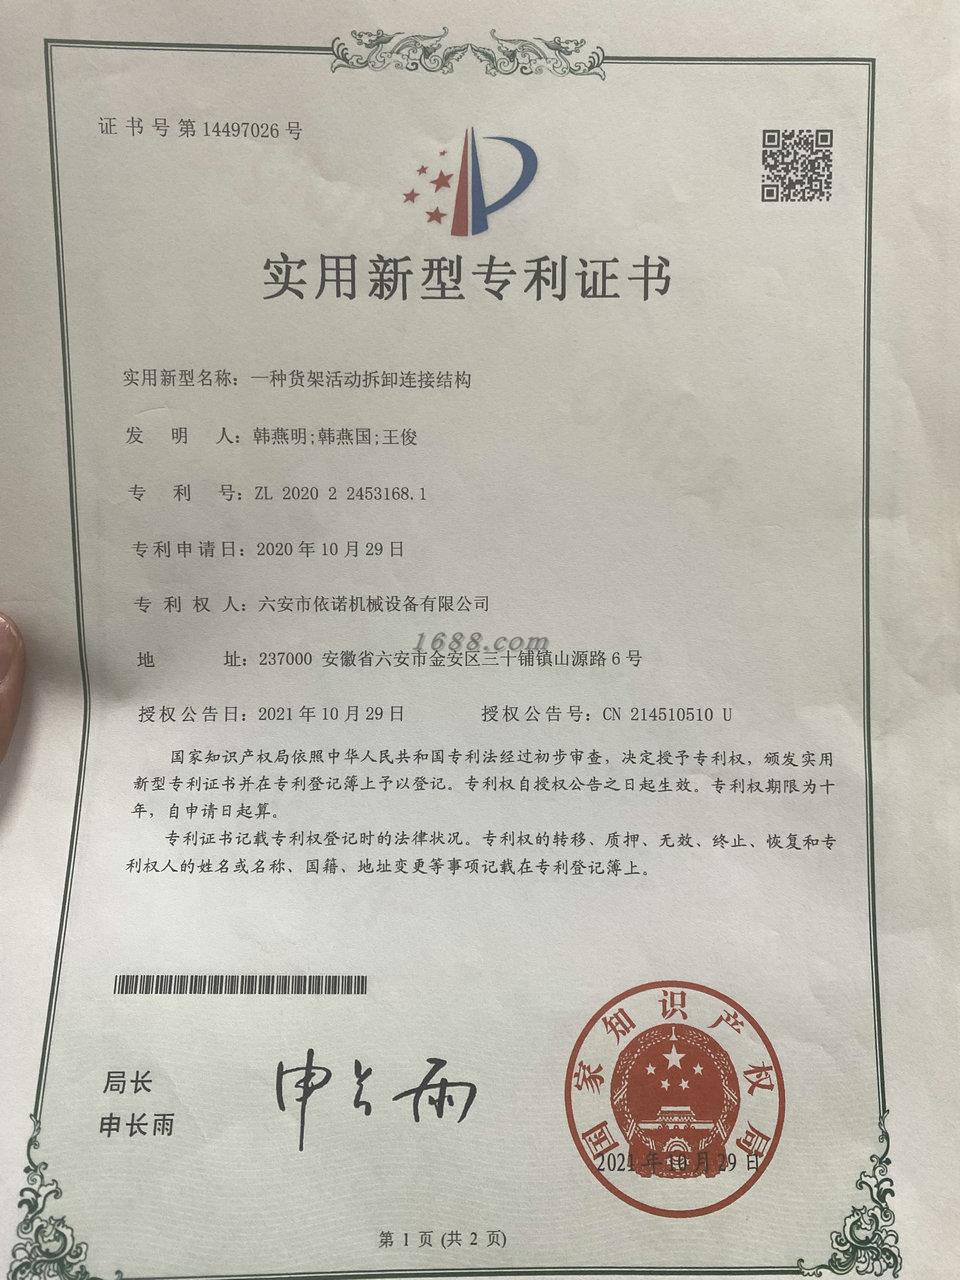 证书号第14497026号
实用新型专利证书
实用新型名称：一种货架活动拆卸连接结构
发明人：韩燕明;韩燕国;王俊
专利号：ZL 2020 2 2453168.1
专利申请日：2020年10月29日
专利权人：六安市依诺机械设备有限公司
1688.com
地址：237000 安徽省六安市金安区三十铺镇山源路6号
授权公告日：2021年10月29日 授权公告号：CN 214510510 U
国家知识产权局依照中华人民共和国专利法经过初步审查，决定授予专利权，颁发实用
新型专利证书并在专利登记簿上予以登记。专利权自授权公告之日起生效。专利权期限为十
年，自申请日起算。
专利证书记载专利权登记时的法律状况。专利权的转移、质押、无效、终止、恢复和专
利权人的姓名或名称、国籍、地址变更等事项记载在专利登记簿上。
局长
申长雨
申长雨
国家知识产权局
2021年10月29日
第 1 页 (共 2 页)